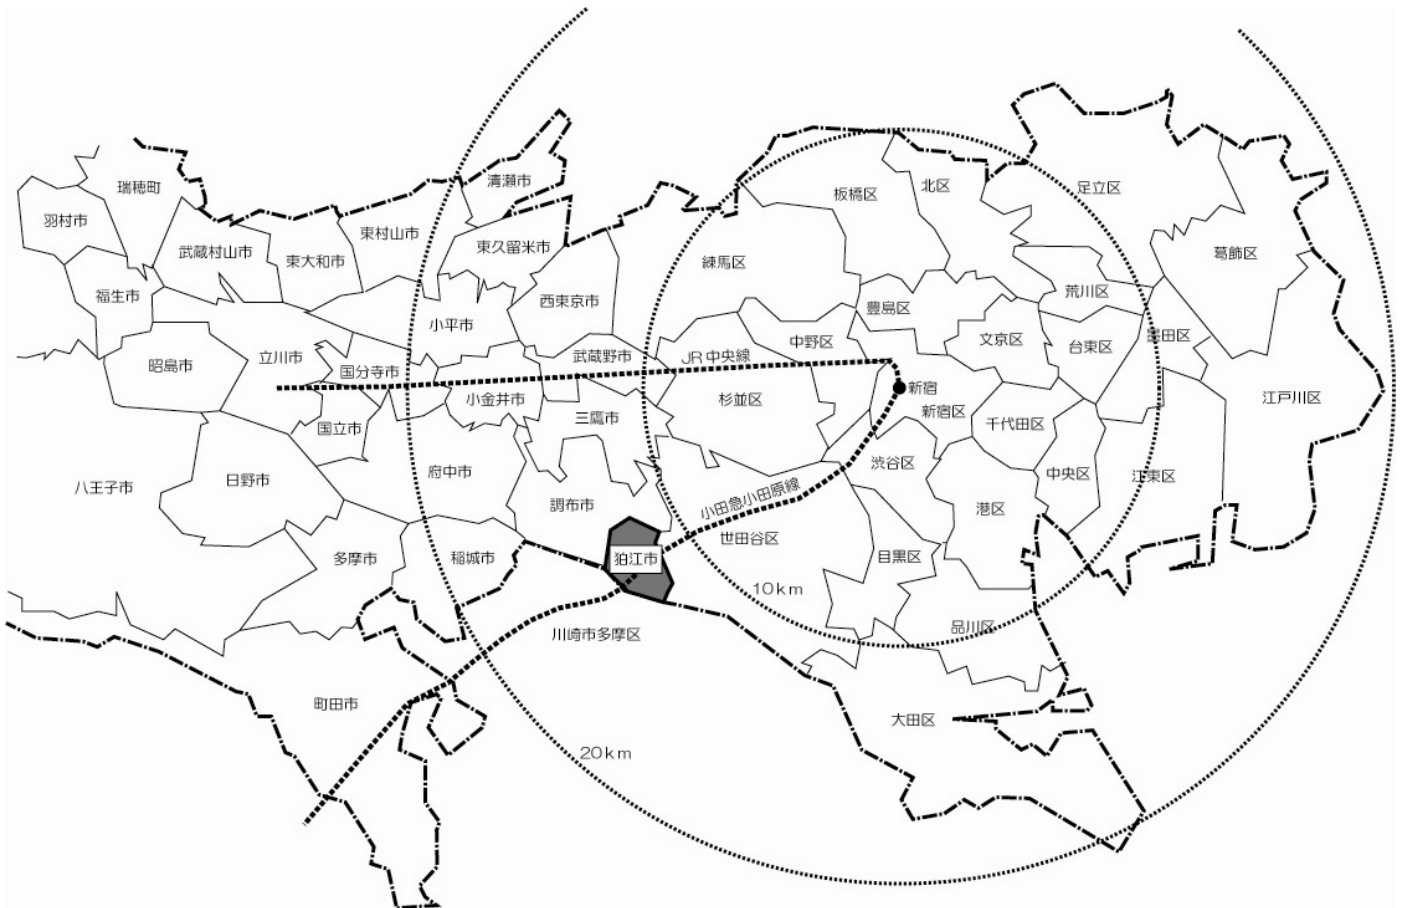 清瀬市
足立区
瑞穂町
北区
板橋区
羽村市
東村山市
東久留米市
武蔵村山市
東大和市
葛飾区
練馬区
荒川区
福生市
西東京市
豊島区
小平市
文京区
中野区
台東区
墨田区
武蔵野市
立川市
JR中央線
昭島市
国分寺市
新宿
小金井市
杉並区
江戸川区
新宿区
三鷹市
千代田区
国立市
渋谷区
府中市
中央区
江東区
日野市
八王子市
小田急小田原線
調布市
港区
世田谷区
目黒区
多摩市
稲城市
狛江市
10km
品川区
川崎市多摩区
町田市
大田区
20km